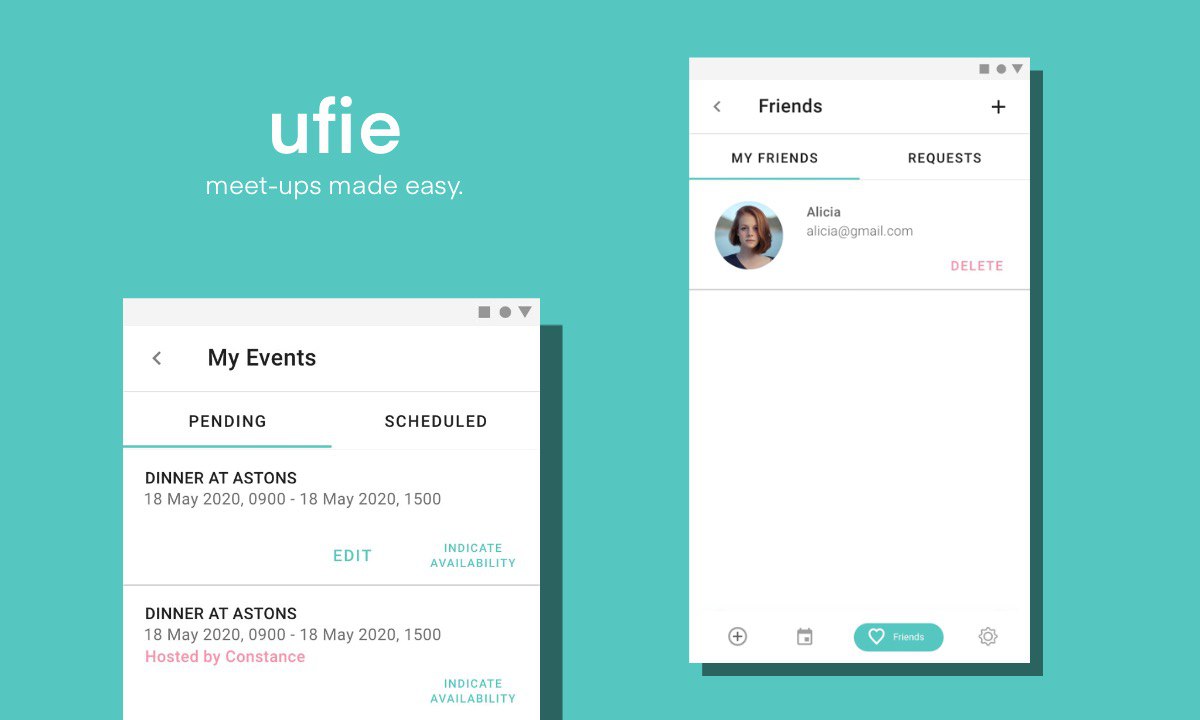 ufie
meet-ups made easy.
My Events
PENDING
SCHEDULED
DINNER AT ASTONS
18 May 2020, 0900 - 18 May 2020, 1500
EDIT
INDICATE
AVAILABILITY
DINNER AT ASTONS
18 May 2020, 0900 - 18 May 2020, 1500
Hosted by Constance
INDICATE
AVAILABILITY
Friends
MY FRIENDS
REQUESTS
Alicia
alicia@gmail.com
DELETE
Friends